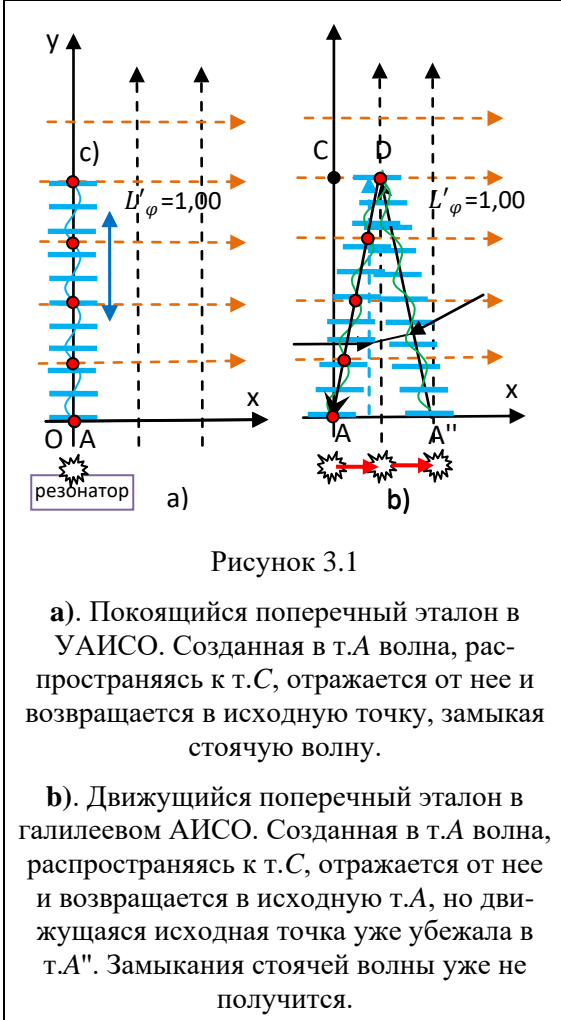 y
c)
L'φ=1,00
x
O A
резонатор
a)
C D
L'φ=1,00
x
A A''
b)
Рисунок 3.1
a). Покоящийся поперечный эталон в
УАИСО. Созданная в т.A волна, рас-
пространяясь к т.C, отражается от нее и
возвращается в исходную точку, замыкая
стоячую волну.
b). Движущийся поперечный эталон в
галилеевом АИСО. Созданная в т.A волна,
распространяясь к т.C, отражается от нее
и возвращается в исходную т.A, но дви-
жущаяся исходная точка уже убежала в
т.A". Замыкания стоячей волны уже не
получится.